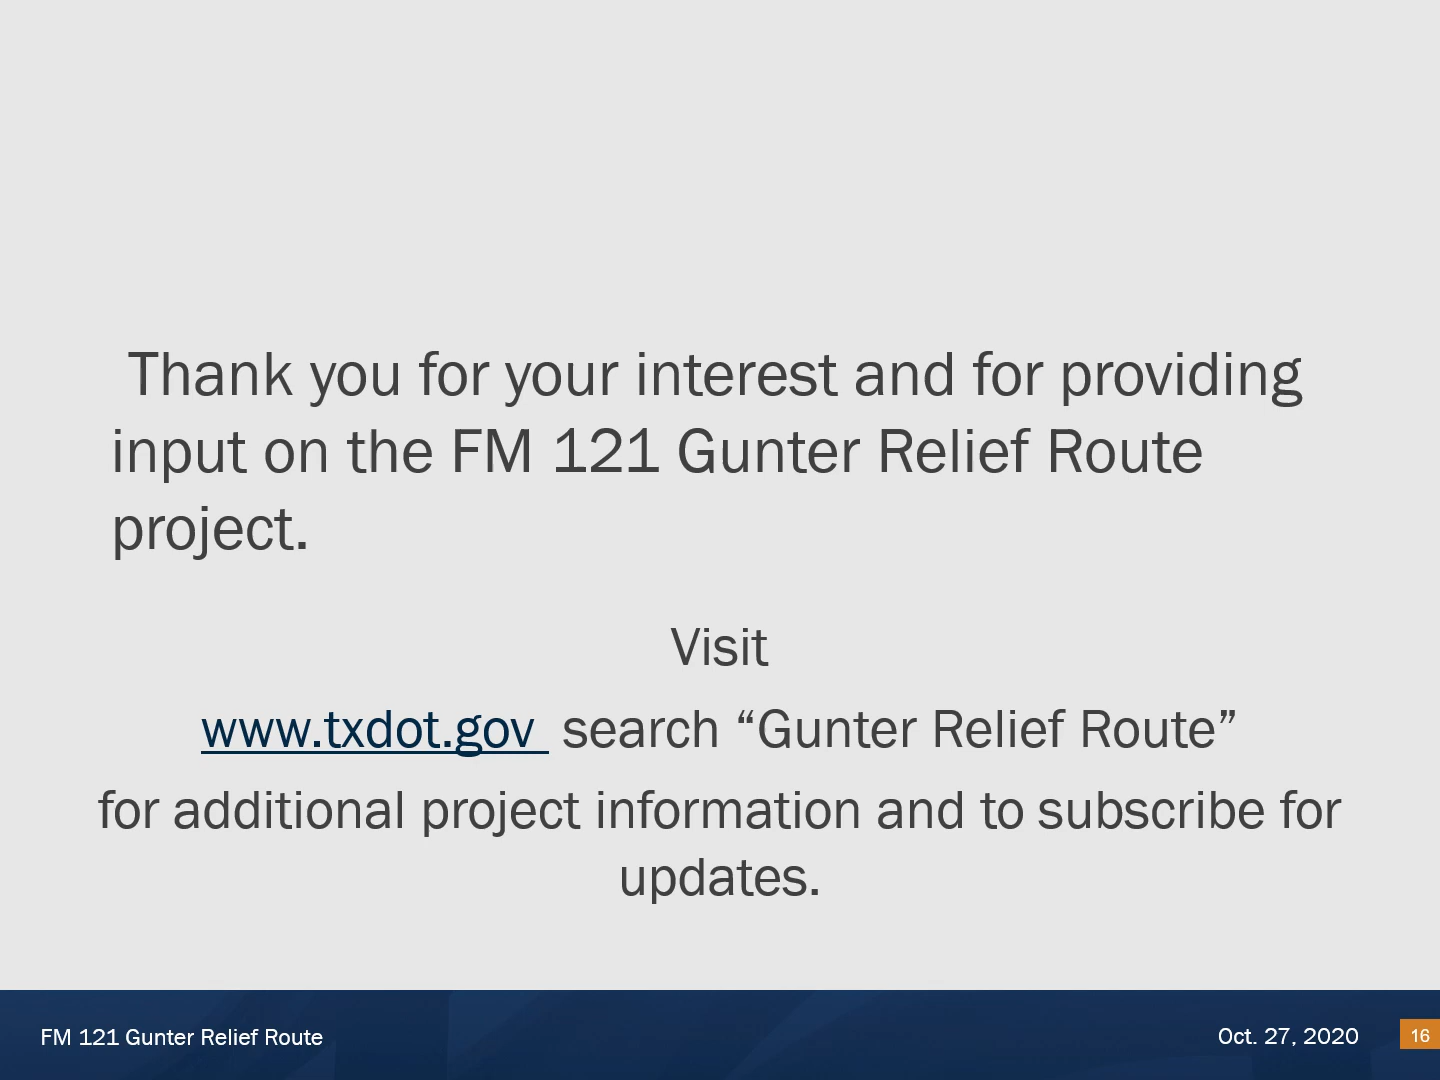 Thank you for your interest and for providing
input on the FM 121 Gunter Relief Route
project.
Visit
www.txdot.gov search “Gunter Relief Route”
for additional project information and to subscribe for
updates.
FM 121 Gunter Relief Route
Oct. 27, 2020
16